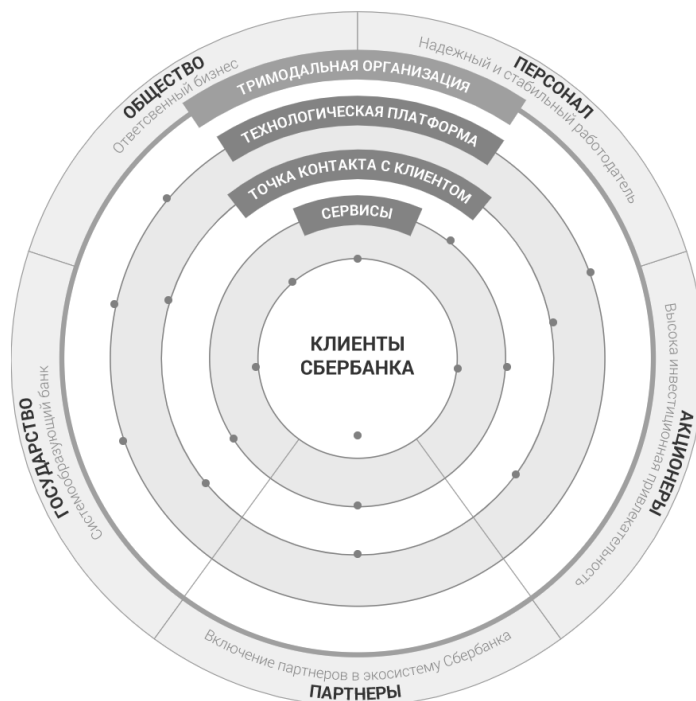 ОБЩЕСТВО
Ответсвенный бизнес
ПЕРСОНАЛ
Надежный и стабильный работодатель
ТРИМОДАЛЬНАЯ ОРГАНИЗАЦИЯ
ТЕХНОЛОГИЧЕСКАЯ ПЛАТФОРМА
ТОЧКА КОНТАКТА С КЛИЕНТОМ
СЕРВИСЫ
КЛИЕНТЫ
СБЕРБАНКА
ГОСУДАРСТВО
Системообразующий банк
АКЦИОНЕРЫ
Высока инвестиционная привлекательность
Включение партнеров в экосистему Сбербанка
ПАРТНЕРЫ